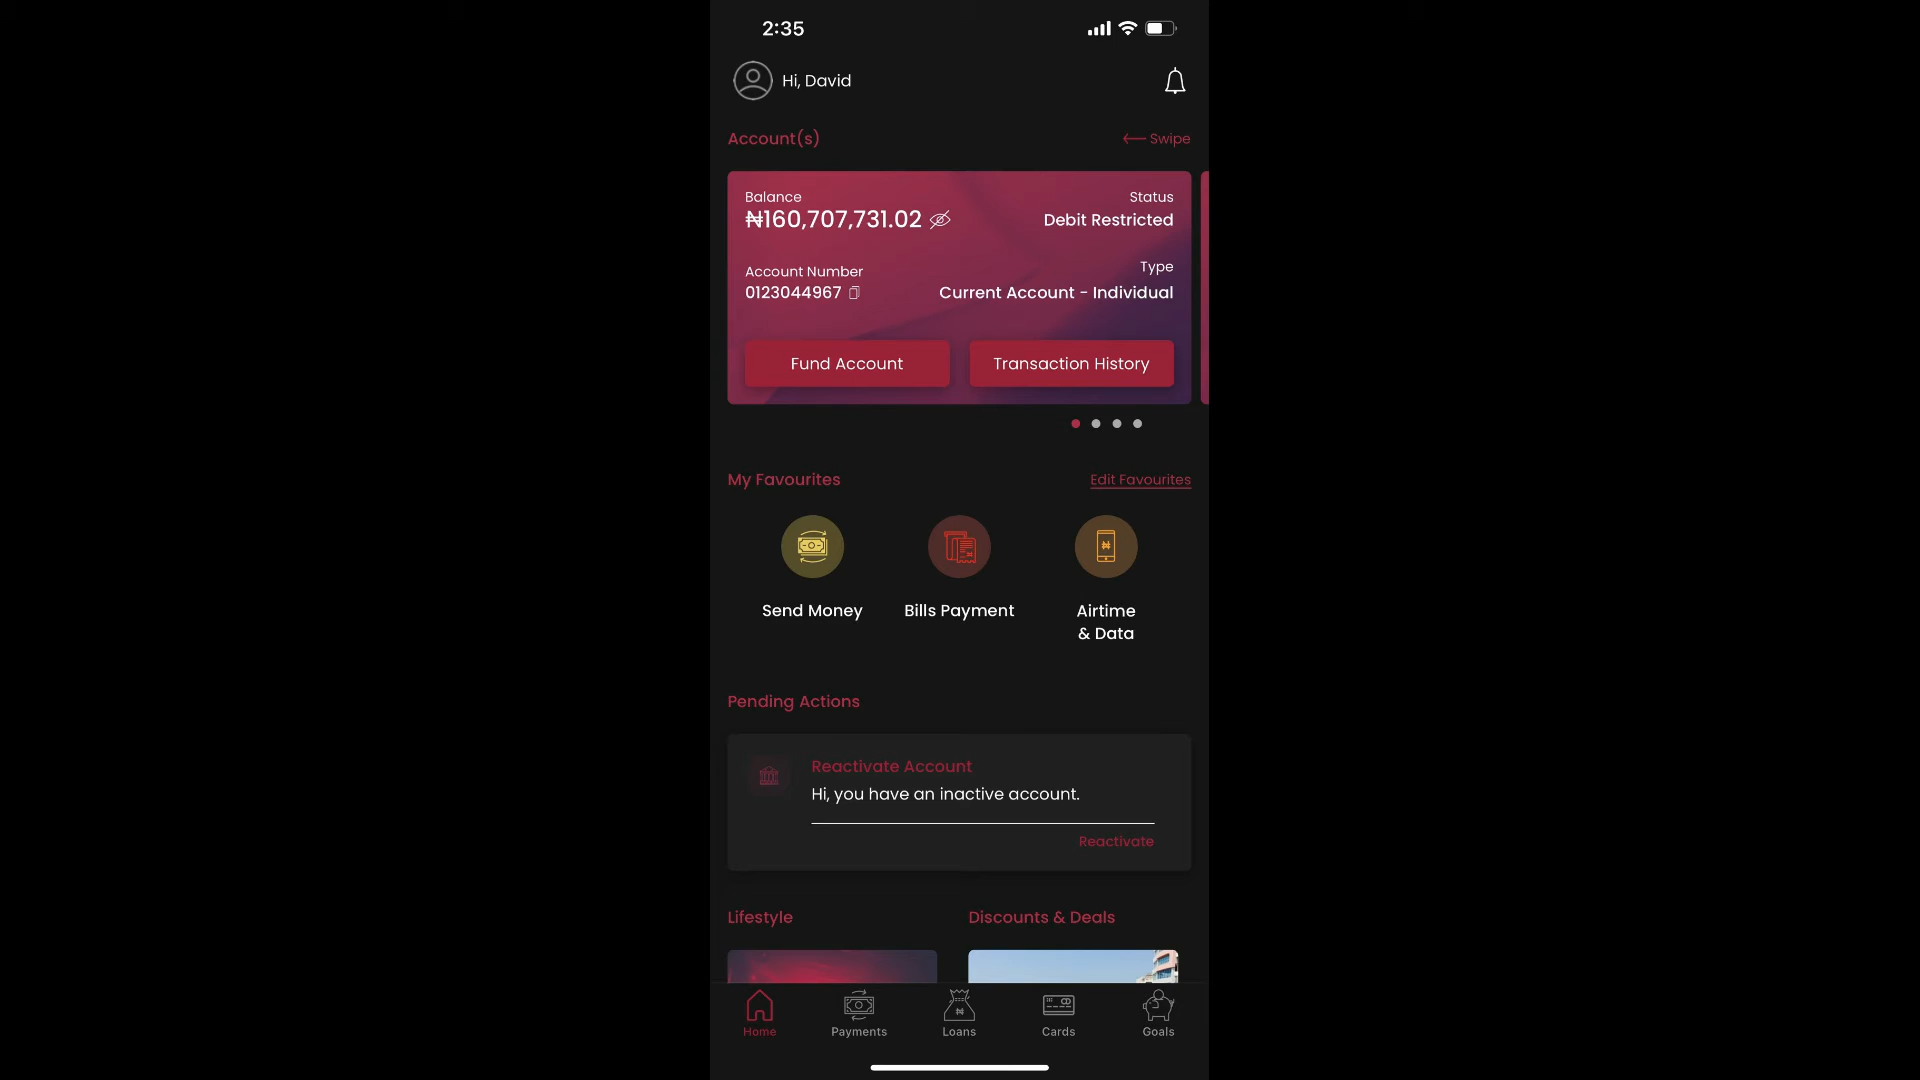 2:35
Hi, David
Account(s)
Swipe
Balance
Status
₦160,707,731.02
Debit Restricted
Account Number
Type
0123044967
Current Account - Individual
Fund Account
Transaction History
My Favourites
Edit Favourites
Send Money
Bills Payment
Airtime
& Data
Pending Actions
Reactivate Account
Hi, you have an inactive account.
Reactivate
Lifestyle
Discounts & Deals
Home
Payments
Loans
Cards
Goals